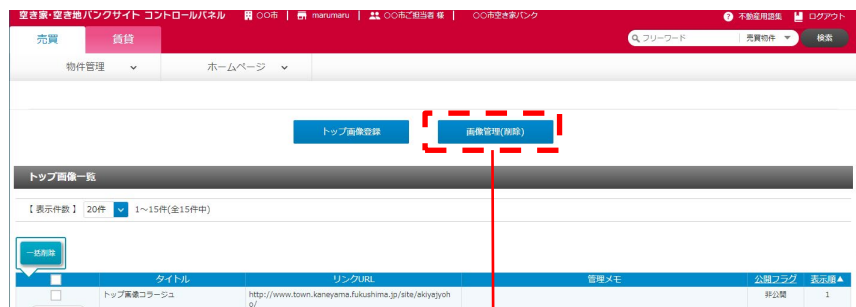 空き家・空き地バンクサイト コントロールパネル 〇〇市 | marumaru | 〇〇市ご担当者 様 | 〇〇市空き家バンク ? 不動産用語集 ログアウト
売買 賃貸 フリーワード 売買物件 ▼ 検索
物件管理 ホームページ
トップ画像登録 画像管理(削除)
トップ画像一覧
【 表示件数 】 20件 1~15件(全15件中)
一括削除
タイトル リンクURL 管理メモ 公開フラグ 表示順▲
トップ画像コラージュ http://www.town.kaneyama.fukushima.jp/site/akiyajyoh 非公開 1
o/